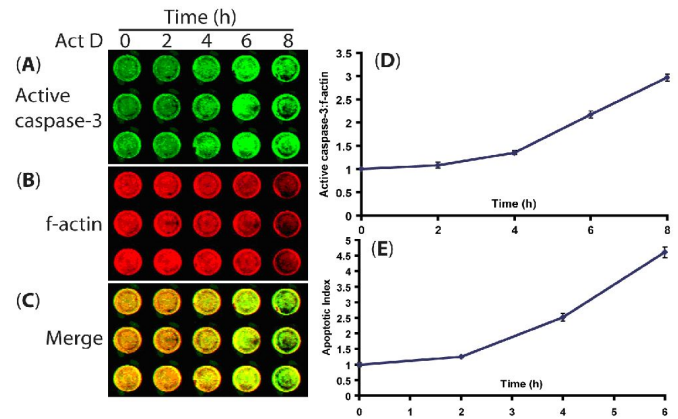 Time (h)
Act D 0 2 4 6 8
(A)
Active
caspase-3
(B)
f-actin
(C)
Merge
(D)
3.5
3
2.5
2
1.5
1
0.5
0
Active caspase-3:f-actin
Time (h)
0 2 4 6 8
(E)
5
4.5
4
3.5
3
2.5
2
1.5
1
0.5
0
Apoptotic Index
Time (h)
0 1 2 3 4 5 6